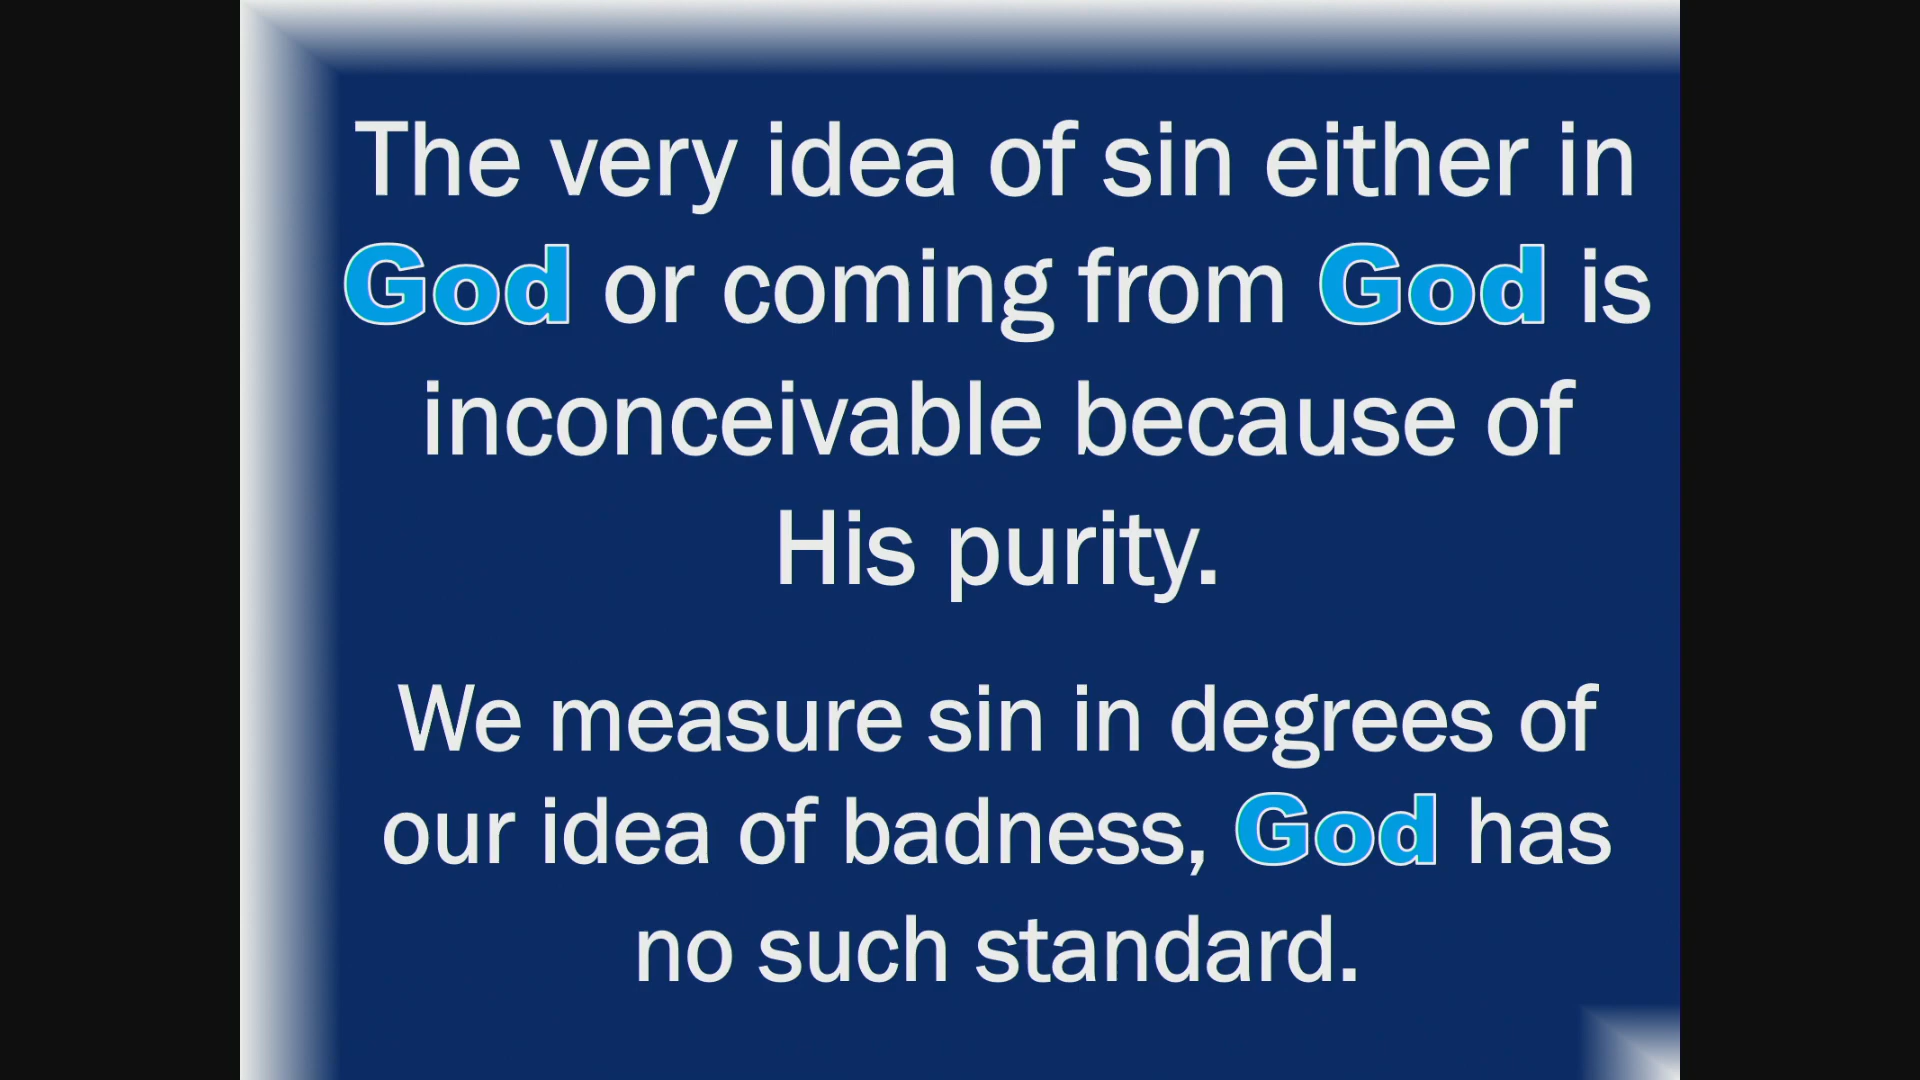 The very idea of sin either in
God or coming from God is
inconceivable because of
His purity.
We measure sin in degrees of
our idea of badness, God has
no such standard.